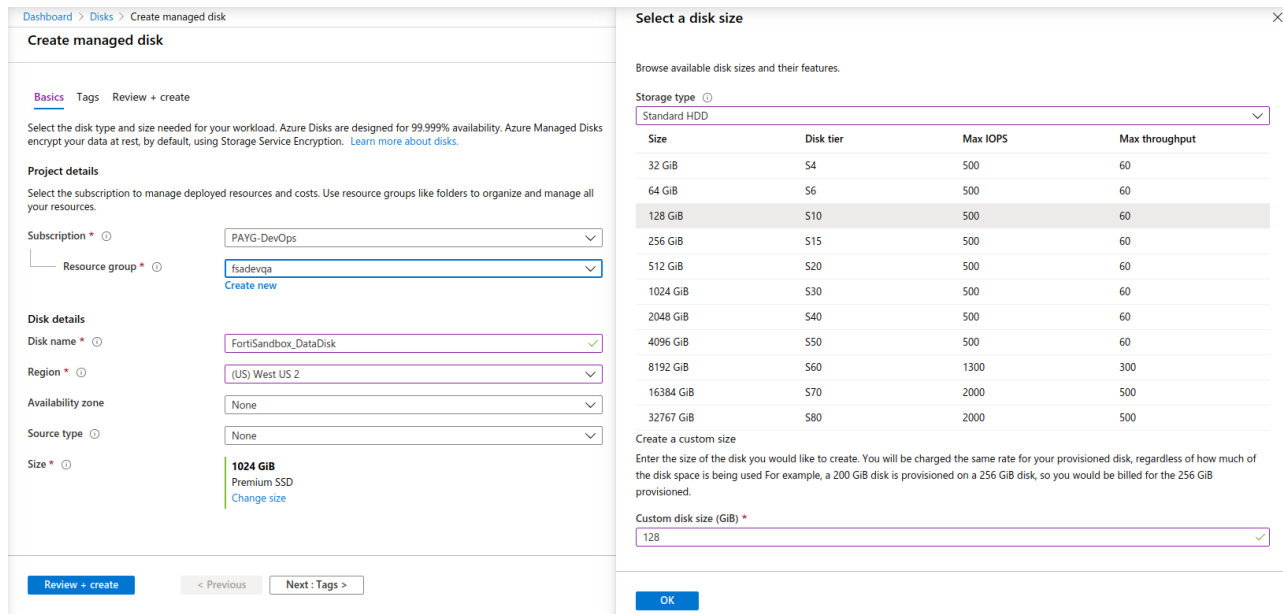 Dashboard > Disks > Create managed disk
Create managed disk
Basics Tags Review + create
Select the disk type and size needed for your workload. Azure Disks are designed for 99.999% availability. Azure Managed Disks
encrypt your data at rest, by default, using Storage Service Encryption. Learn more about disks.
Project details
Select the subscription to manage deployed resources and costs. Use resource groups like folders to organize and manage all
your resources.
Subscription * PAYG-DevOps
Resource group * fsadevqa
Create new
Disk details
Disk name * FortiSandbox_DataDisk
Region * (US) West US 2
Availability zone None
Source type None
Size * 1024 GiB
Premium SSD
Change size
Review + create < Previous Next : Tags >
Select a disk size
Browse available disk sizes and their features.
Storage type
Standard HDD
Size Disk tier Max IOPS Max throughput
32 GiB S4 500 60
64 GiB S6 500 60
128 GiB S10 500 60
256 GiB S15 500 60
512 GiB S20 500 60
1024 GiB S30 500 60
2048 GiB S40 500 60
4096 GiB S50 500 60
8192 GiB S60 1300 300
16384 GiB S70 2000 500
32767 GiB S80 2000 500
Create a custom size
Enter the size of the disk you would like to create. You will be charged the same rate for your provisioned disk, regardless of how much of
the disk space is being used For example, a 200 GiB disk is provisioned on a 256 GiB disk, so you would be billed for the 256 GiB
provisioned.
Custom disk size (GiB) *
128
OK